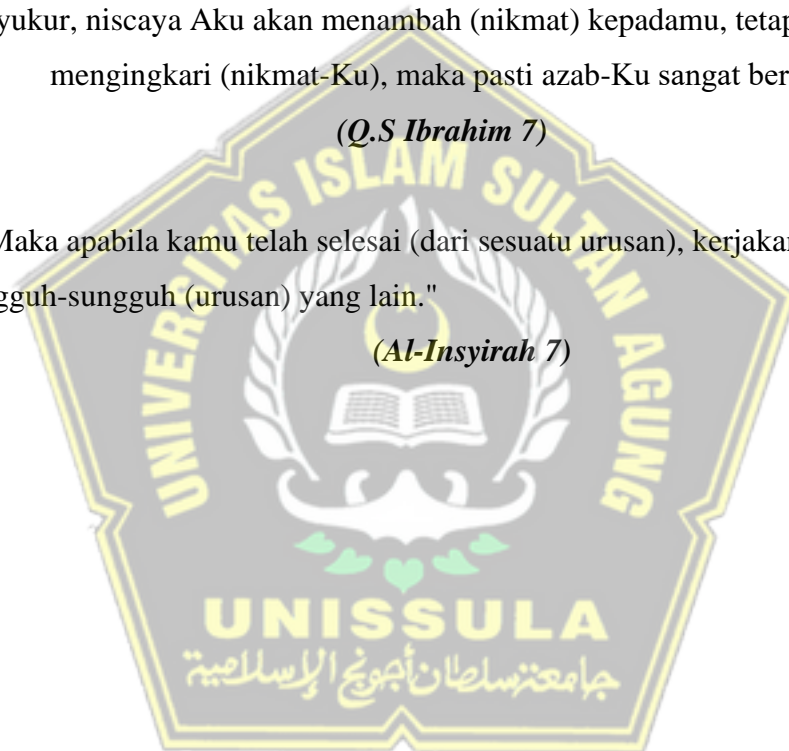 yukur, niscaya Aku akan menambah (nikmat) kepadamu, tetap
mengingkari (nikmat-Ku), maka pasti azab-Ku sangat ber
(Q.S Ibrahim 7)
Maka apabila kamu telah selesai (dari sesuatu urusan), kerjakan
gguh-sungguh (urusan) yang lain."
(Al-Insyirah 7)
UNIVERSITAS ISLAM SULTAN AGUNG
UNISSULA
جامعة سلطان أجونج الإسلامية